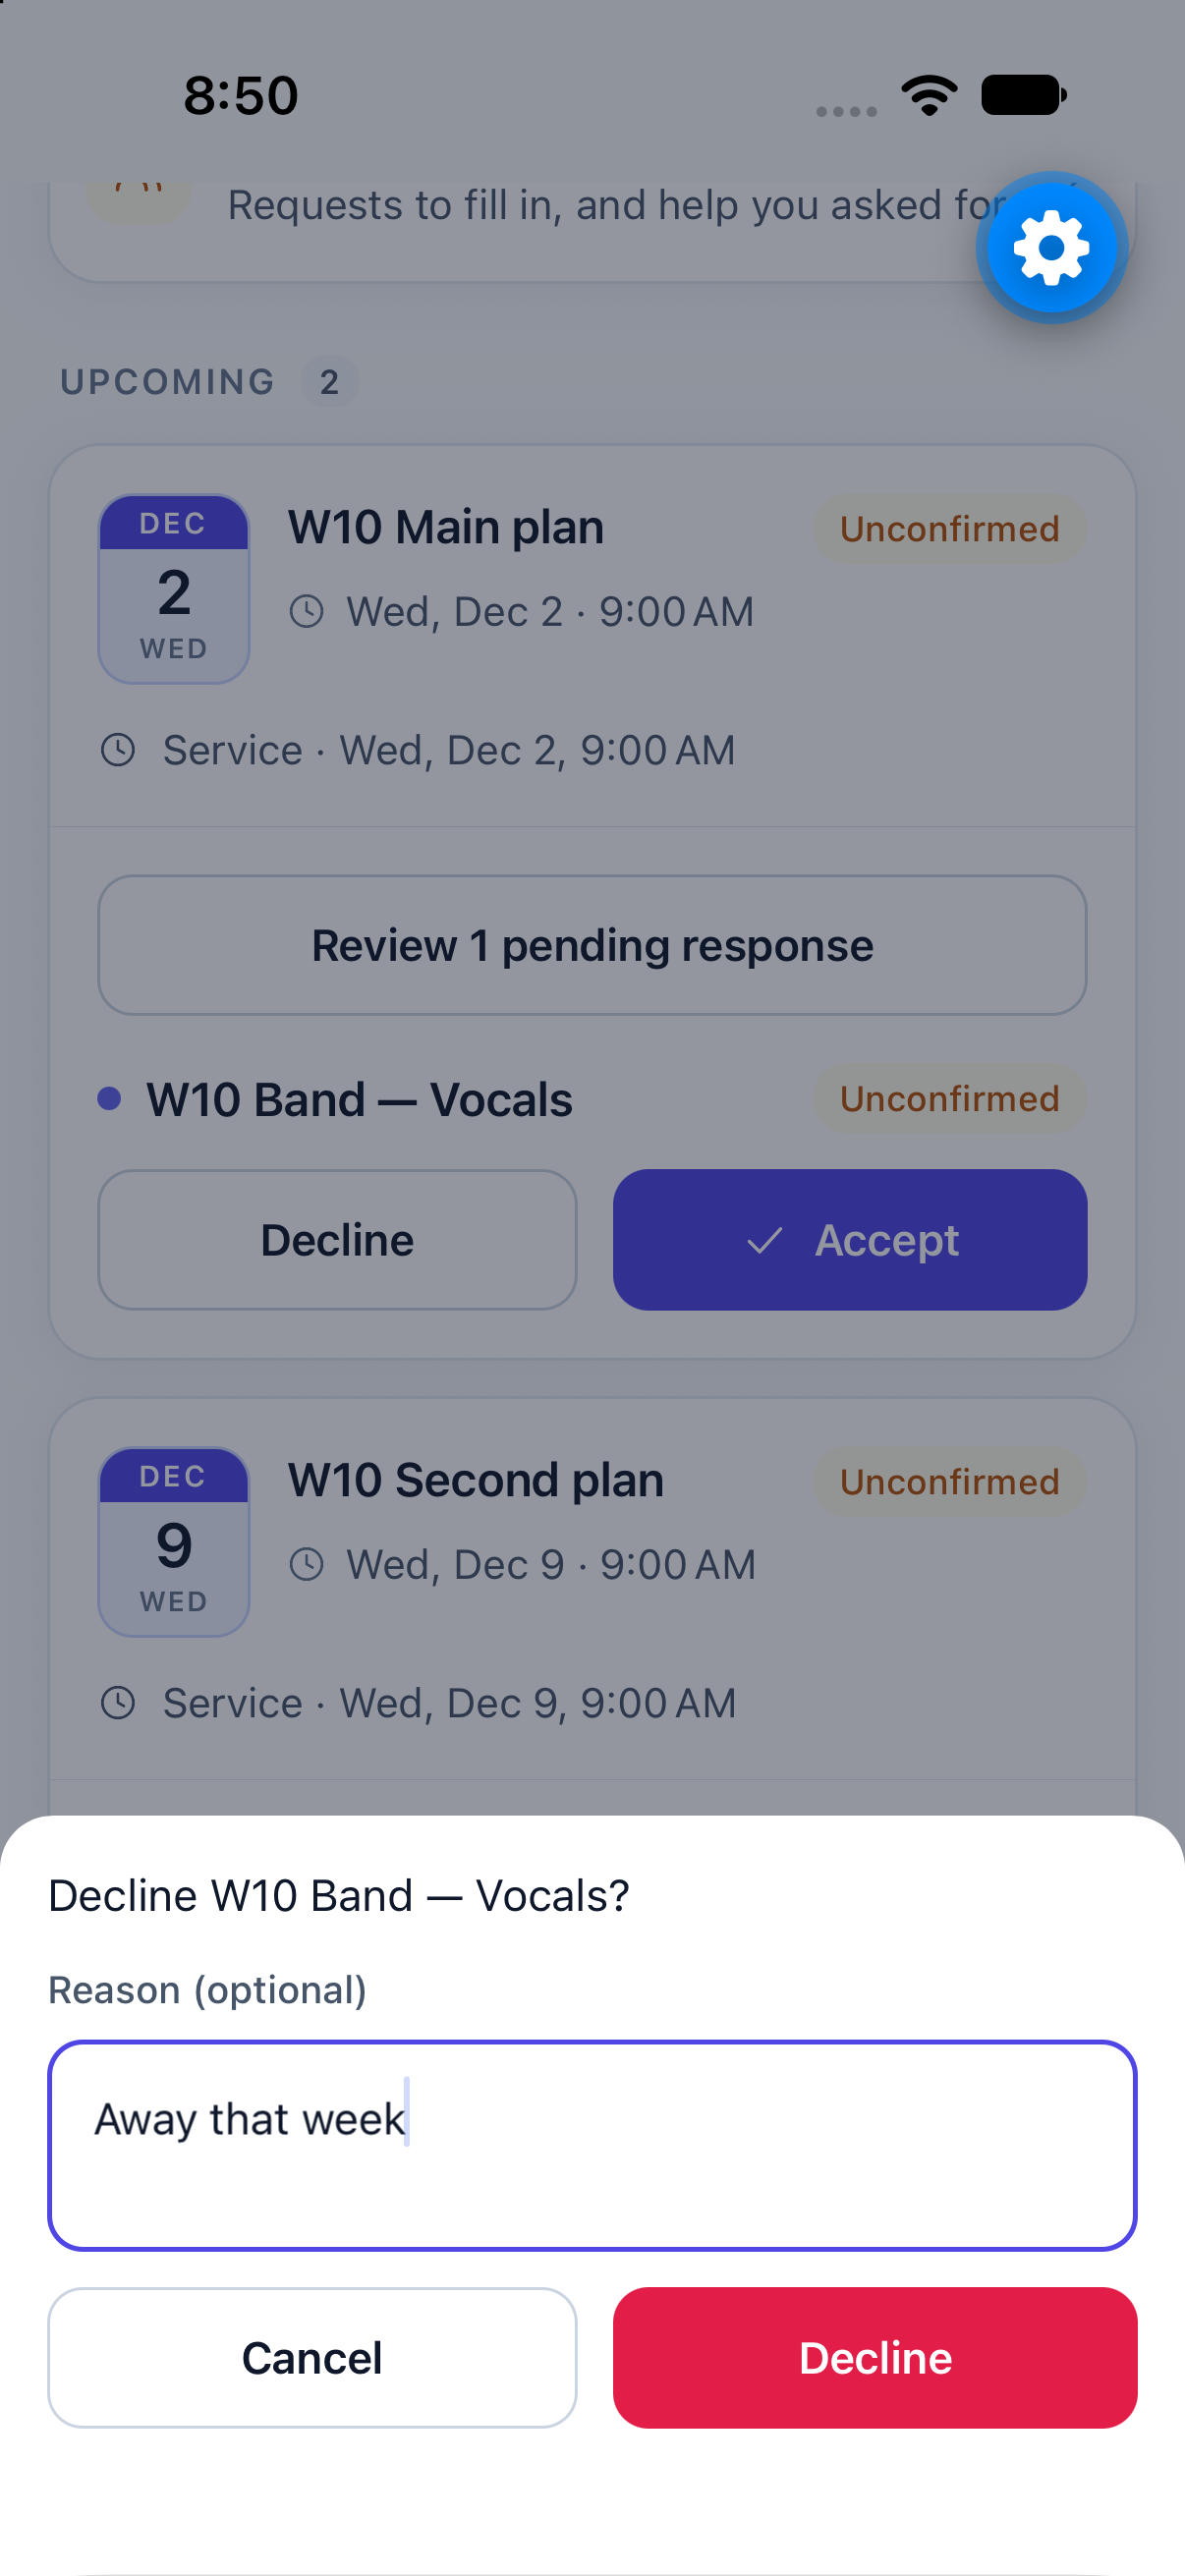 8:50
Requests to fill in, and help you asked for
UPCOMING 2
DEC
2
WED
W10 Main plan
Unconfirmed
Wed, Dec 2 · 9:00 AM
Service · Wed, Dec 2, 9:00 AM
Review 1 pending response
W10 Band — Vocals
Unconfirmed
Decline
Accept
DEC
9
WED
W10 Second plan
Unconfirmed
Wed, Dec 9 · 9:00 AM
Service · Wed, Dec 9, 9:00 AM
Decline W10 Band — Vocals?
Reason (optional)
Away that week
Cancel
Decline